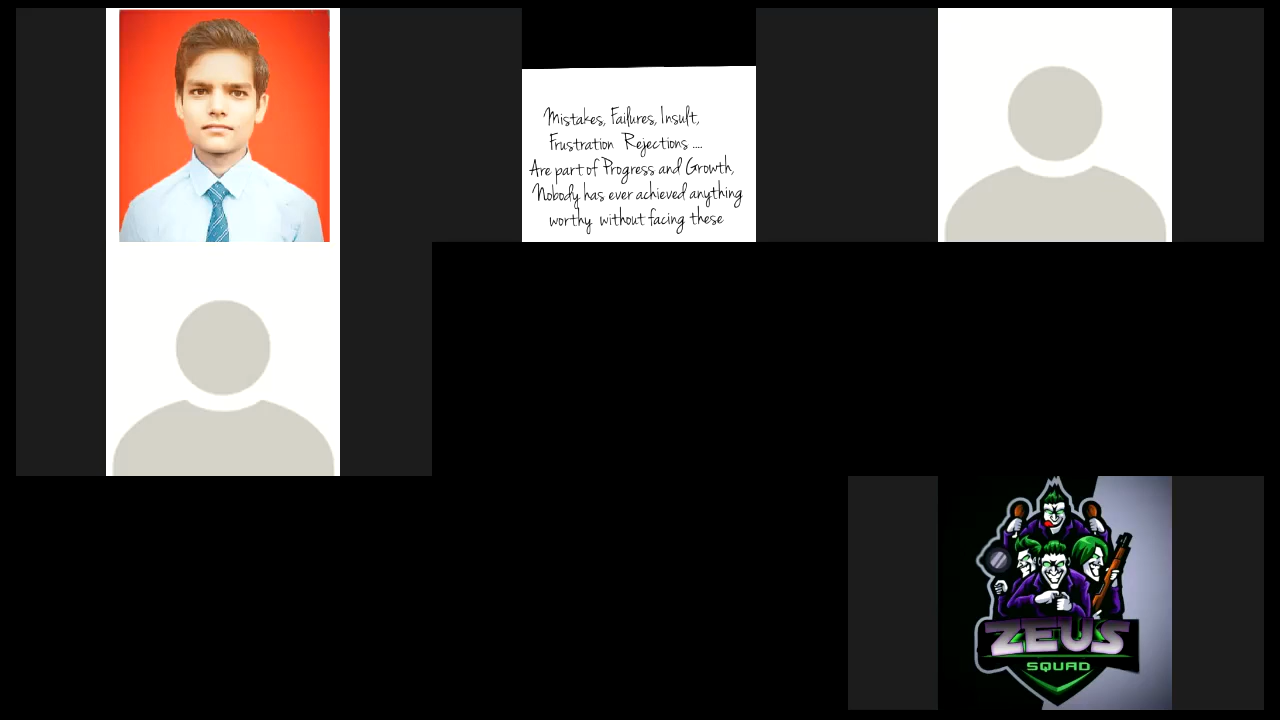 Mistakes, Failures, Insult,
Frustration Rejections ....
Are part of Progress and Growth,
Nobody has ever achieved anything
worthy without facing these
ZEUS
SQUAD